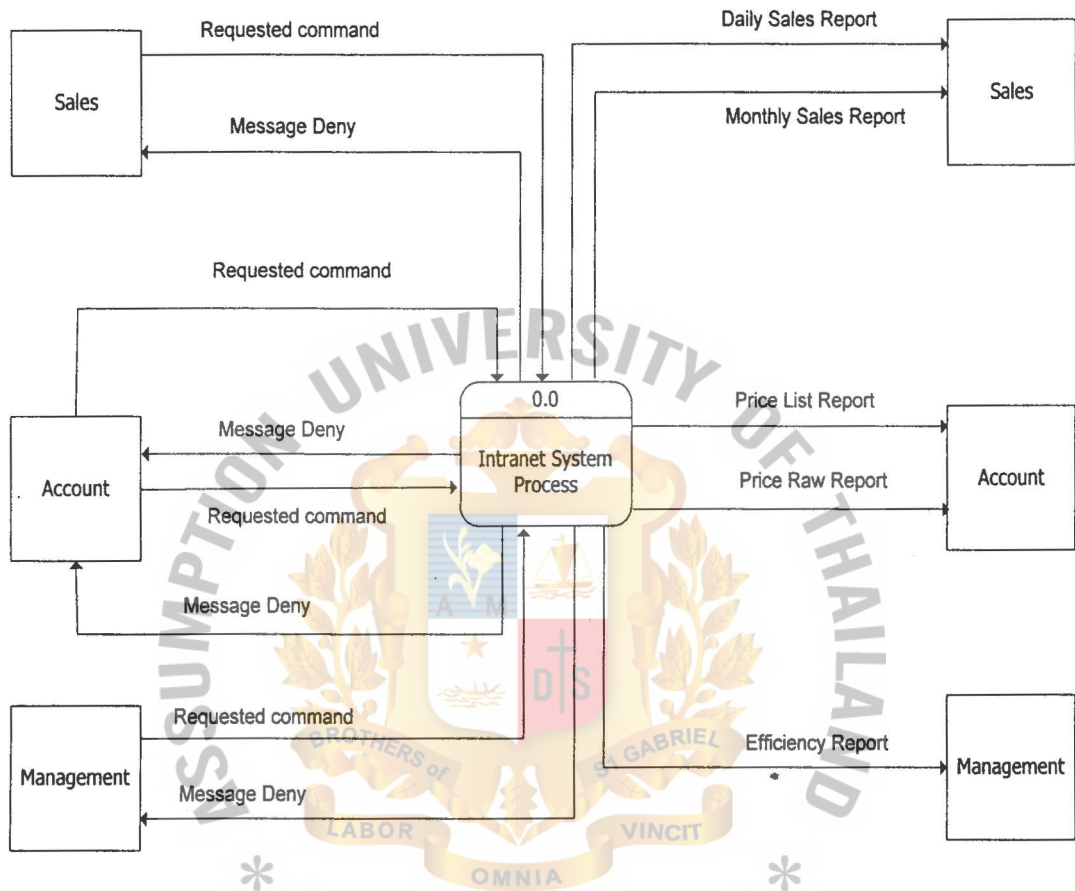 Requested command
Daily Sales Report
Sales
Sales
Message Deny
Monthly Sales Report
Requested command
ASSUMPTION UNIVERSITY OF THAILAND
0.0
Intranet System
Process
Price List Report
Message Deny
Account
Account
Price Raw Report
Requested command
Message Deny
A M
D S
Requested command
Efficiency Report
Management
Management
Message Deny
BROTHERS of
ST GABRIEL
LABOR
VINCIT
OMNIA
* *